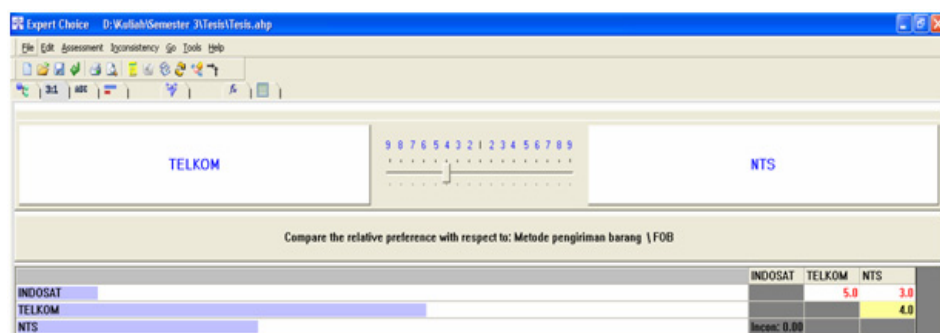 Expert Choice D:\Kuliah\Semester 3\Tesis\Tesis.ahp
File Edit Assessment Inconsistency Go Tools Help
3:1 ABC
TELKOM
9 8 7 6 5 4 3 2 1 2 3 4 5 6 7 8 9
NTS
Compare the relative preference with respect to: Metode pengiriman barang \ FOB
INDOSAT TELKOM NTS
INDOSAT 5.0 3.0
TELKOM 4.0
NTS Incon: 0.00